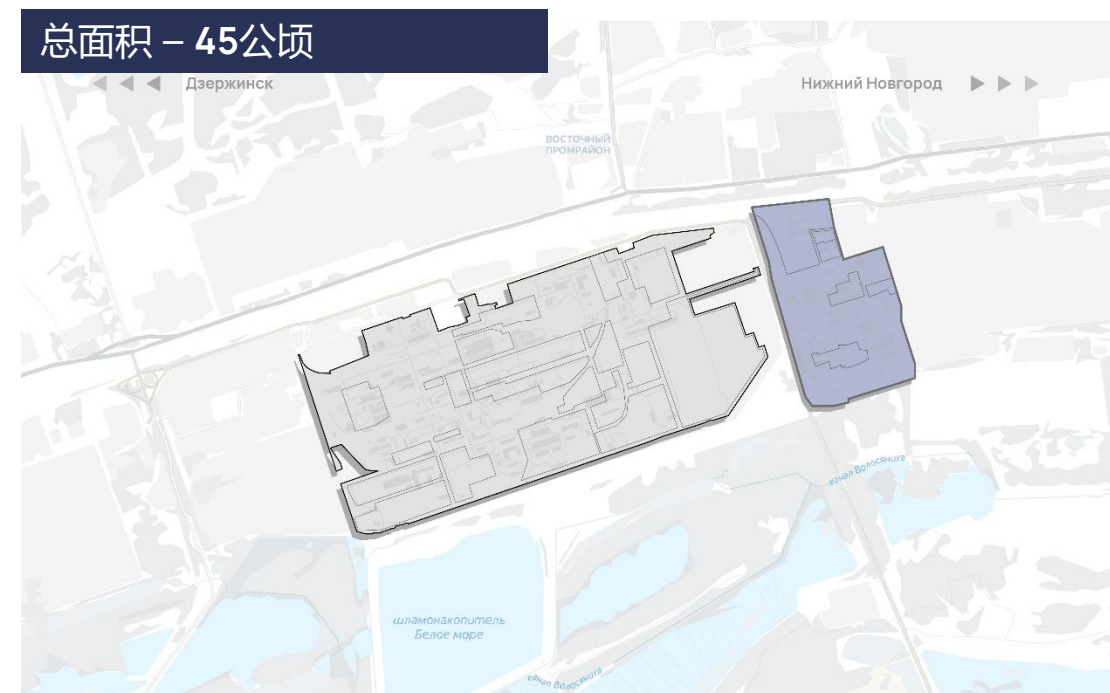 总面积 – 45公顷
Дзержинск
Нижний Новгород
ВОСТОЧНЫЙ
ПРОМРАЙОН
канал Волосяниха
шламонакопитель
Белое море
канал Волосяниха